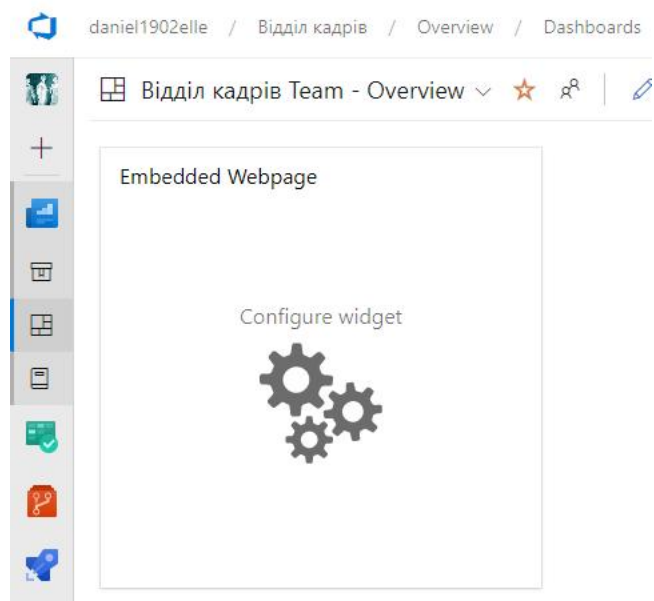 daniel1902elle / Відділ кадрів / Overview / Dashboards
Відділ кадрів Team - Overview
Embedded Webpage
Configure widget